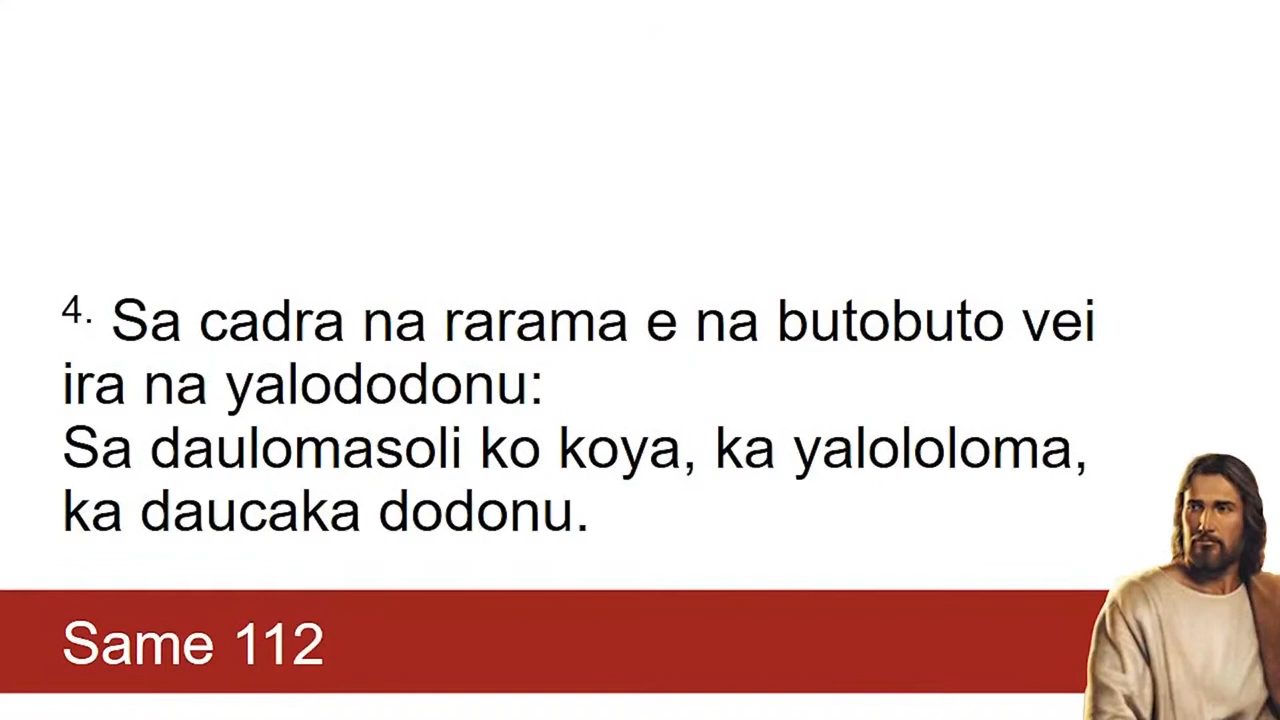 4. Sa cadra na rarama e na butobuto vei
ira na yalododonu:
Sa daulomasoli ko koya, ka yalololoma,
ka daucaka dodonu.
Same 112